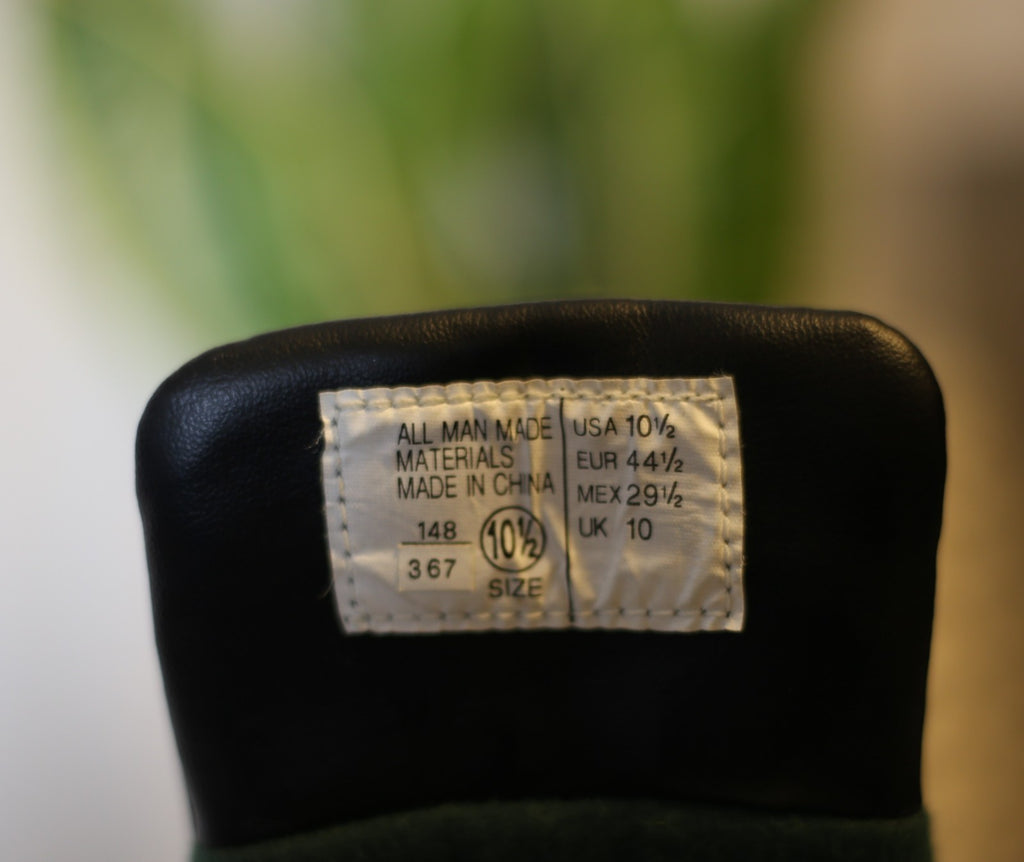 ALL MAN MADE
MATERIALS
MADE IN CHINA
148
367
10½
SIZE
USA 10½
EUR 44½
MEX 29½
UK 10